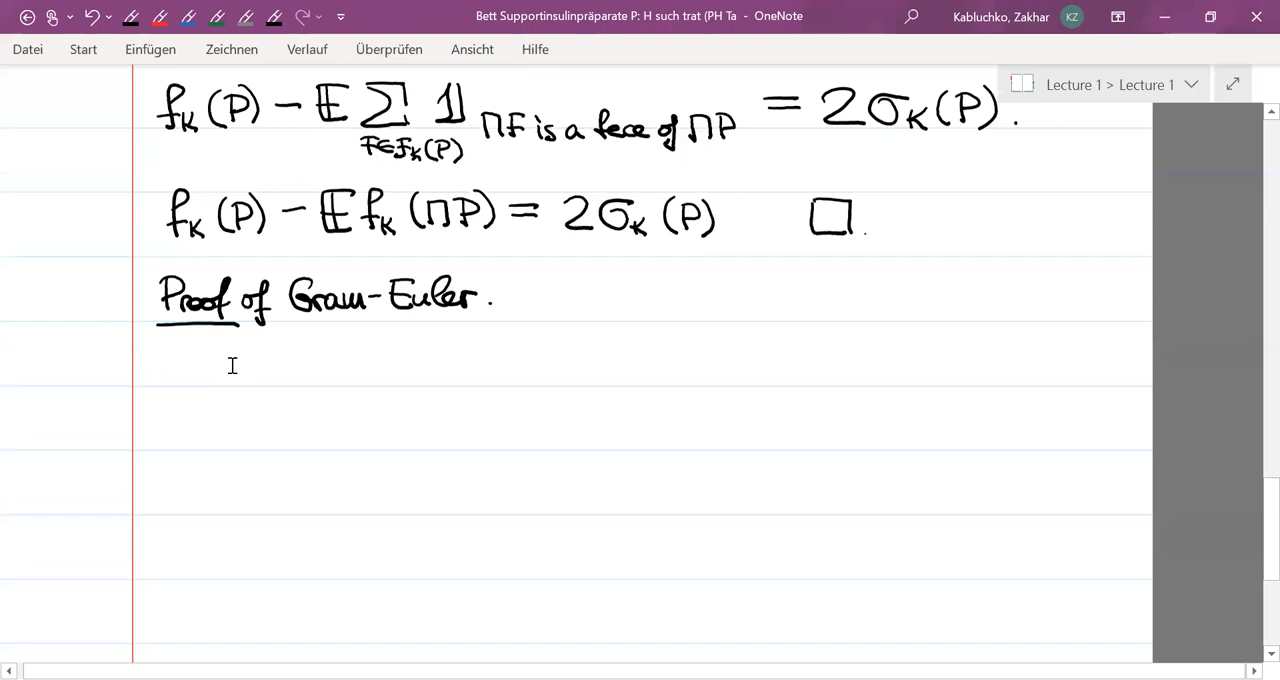 Bett Supportinsulinpräparate P: H such trat (PH Ta - OneNote
Kabluchko, Zakhar KZ
Datei Start Einfügen Zeichnen Verlauf Überprüfen Ansicht Hilfe
Lecture 1 > Lecture 1
f_K(P) - 𝔼 ∑_{F∈F_K(P)} 𝟙_{ΠF is a face of ΠP} = 2σ_K(P).
f_K(P) - 𝔼 f_K(ΠP) = 2σ_K(P) □.
Proof of Gram-Euler.